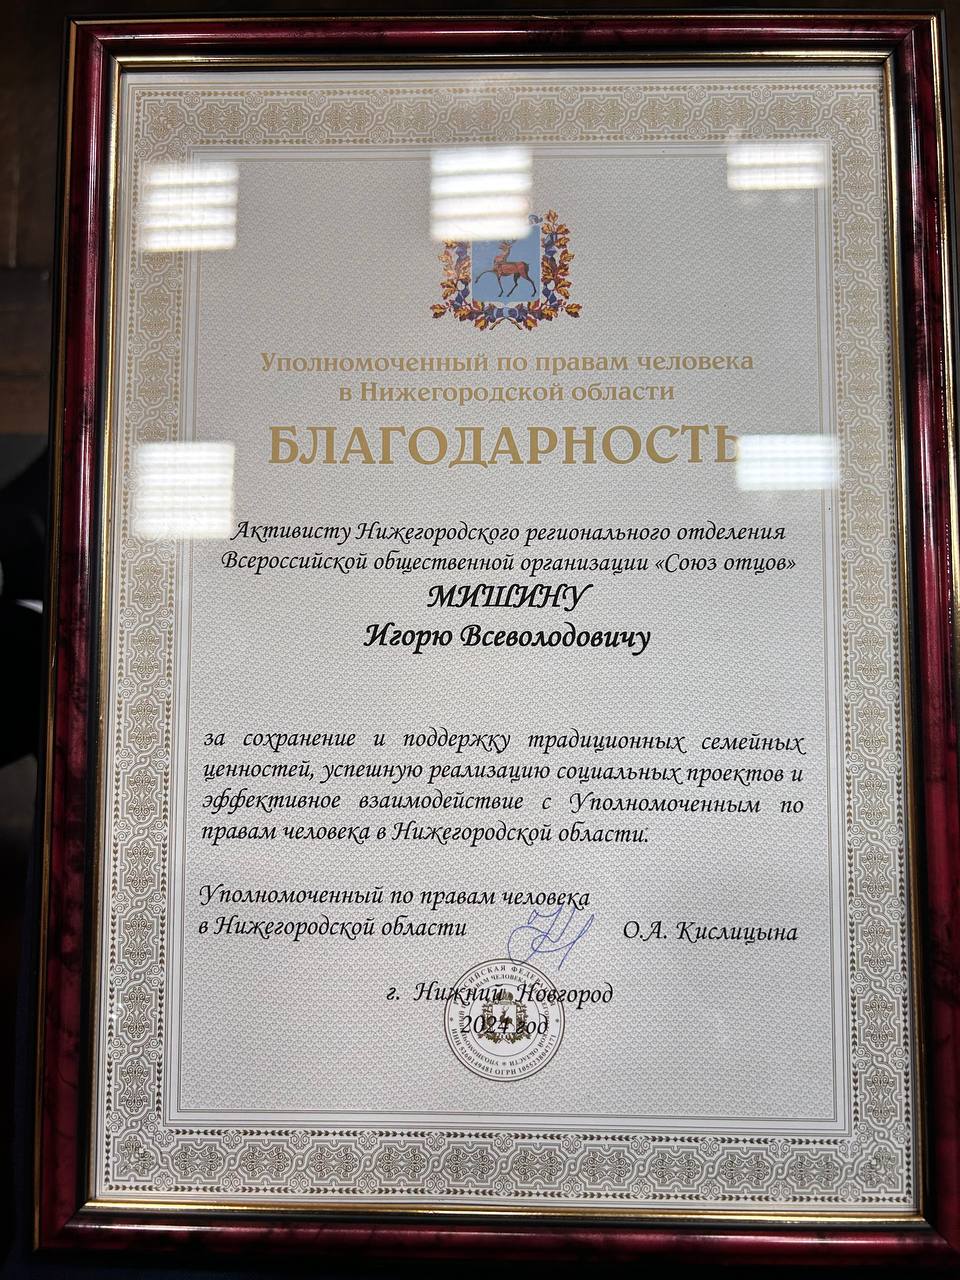 Уполномоченный по правам человека
в Нижегородской области
БЛАГОДАРНОСТЬ
Активисту Нижегородского регионального отделения
Всероссийской общественной организации «Союз отцов»
МИШИНУ
Игорю Всеволодовичу
за сохранение и поддержку традиционных семейных
ценностей, успешную реализацию социальных проектов и
эффективное взаимодействие с Уполномоченным по
правам человека в Нижегородской области.
Уполномоченный по правам человека
в Нижегородской области
О.А. Кислицына
г. Нижний Новгород
2024 год